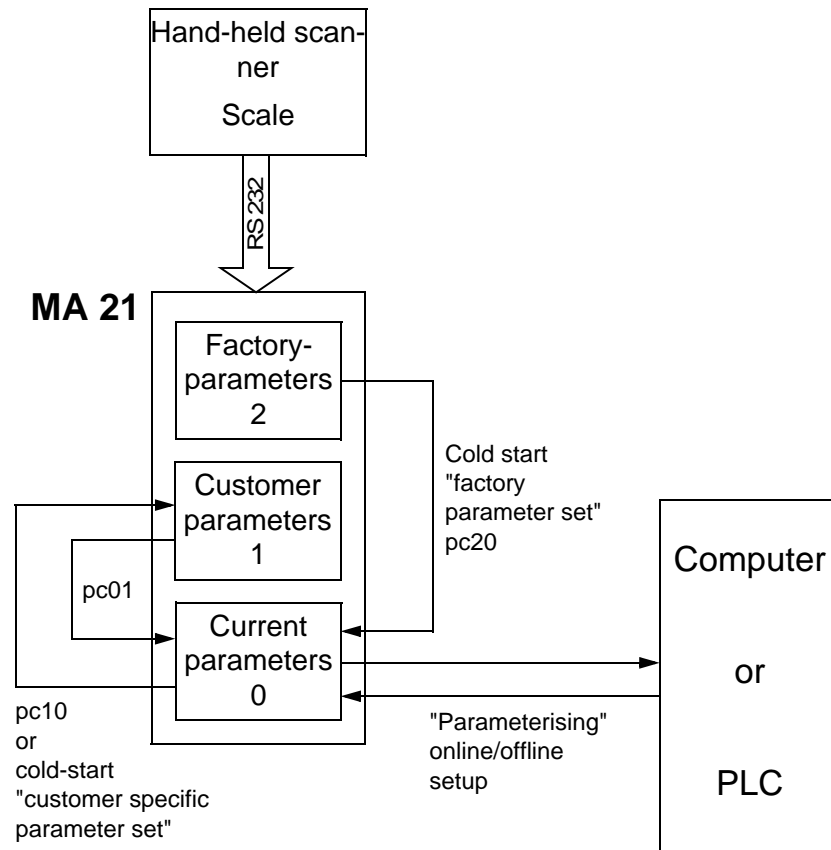 Hand-held scan-
ner
Scale
RS 232
MA 21
Factory-
parameters
2
Cold start
"factory
parameter set"
pc20
Customer
parameters
1
pc01
Current
parameters
0
pc10
or
cold-start
"customer specific
parameter set"
"Parameterising"
online/offline
setup
Computer
or
PLC